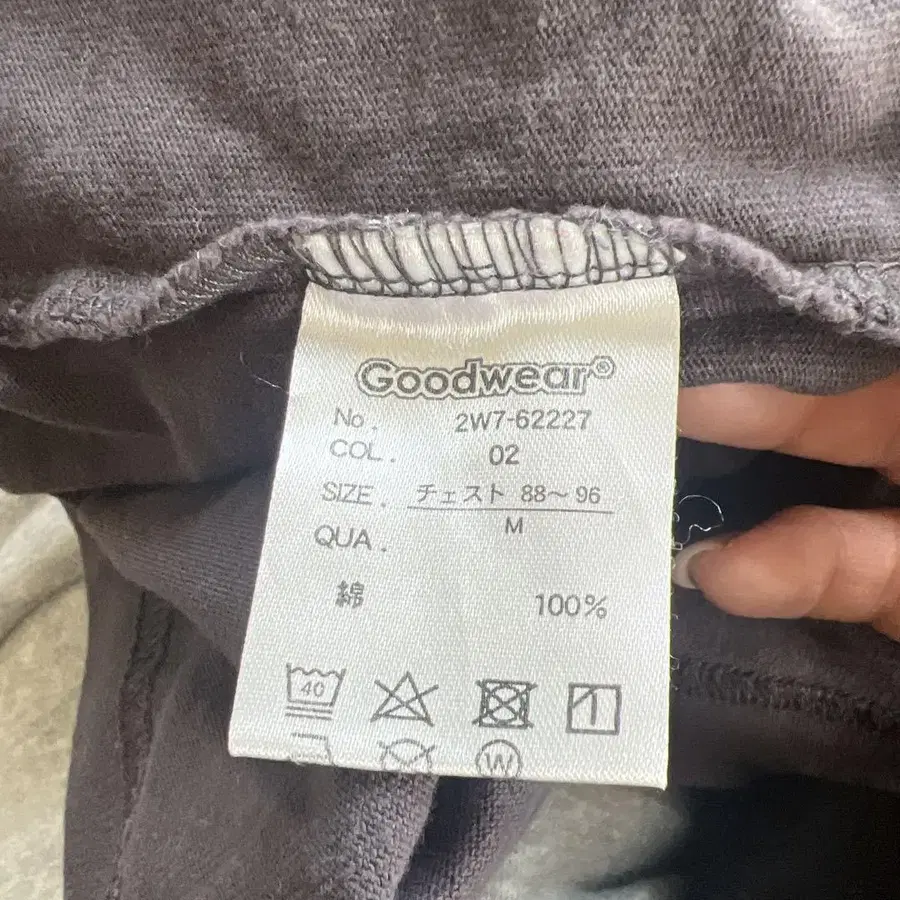 Goodwear®
No. 2W7-62227
COL. 02
SIZE. チェスト 88〜96
M
QUA.
綿 100%
40
W